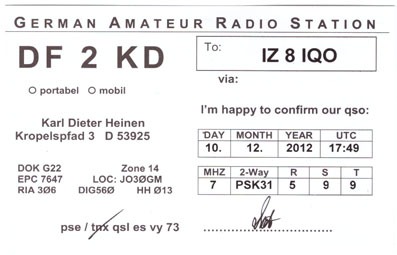 GERMAN AMATEUR RADIO STATION
DF 2 KD
To:
IZ 8 IQO
via:
O portabel O mobil
I'm happy to confirm our qso:
Karl Dieter Heinen
Kropelspfad 3 D 53925
DAY MONTH YEAR UTC
10. 12. 2012 17:49
DOK G22 Zone 14
EPC 7647 LOC: JO3ØGM
RIA 3Ø6 DIG56Ø HH Ø13
MHZ 2-Way R S T
7 PSK31 5 9 9
pse / tnx qsl es vy 73